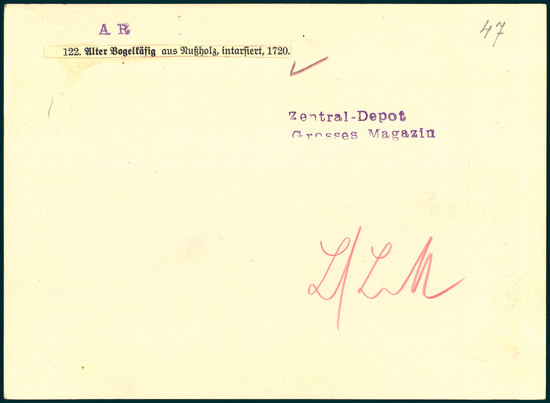 A R
47
122. Alter Vogelkäfig aus Nußholz, intarsiert, 1720.
Zentral-Depot
Grosses Magazin